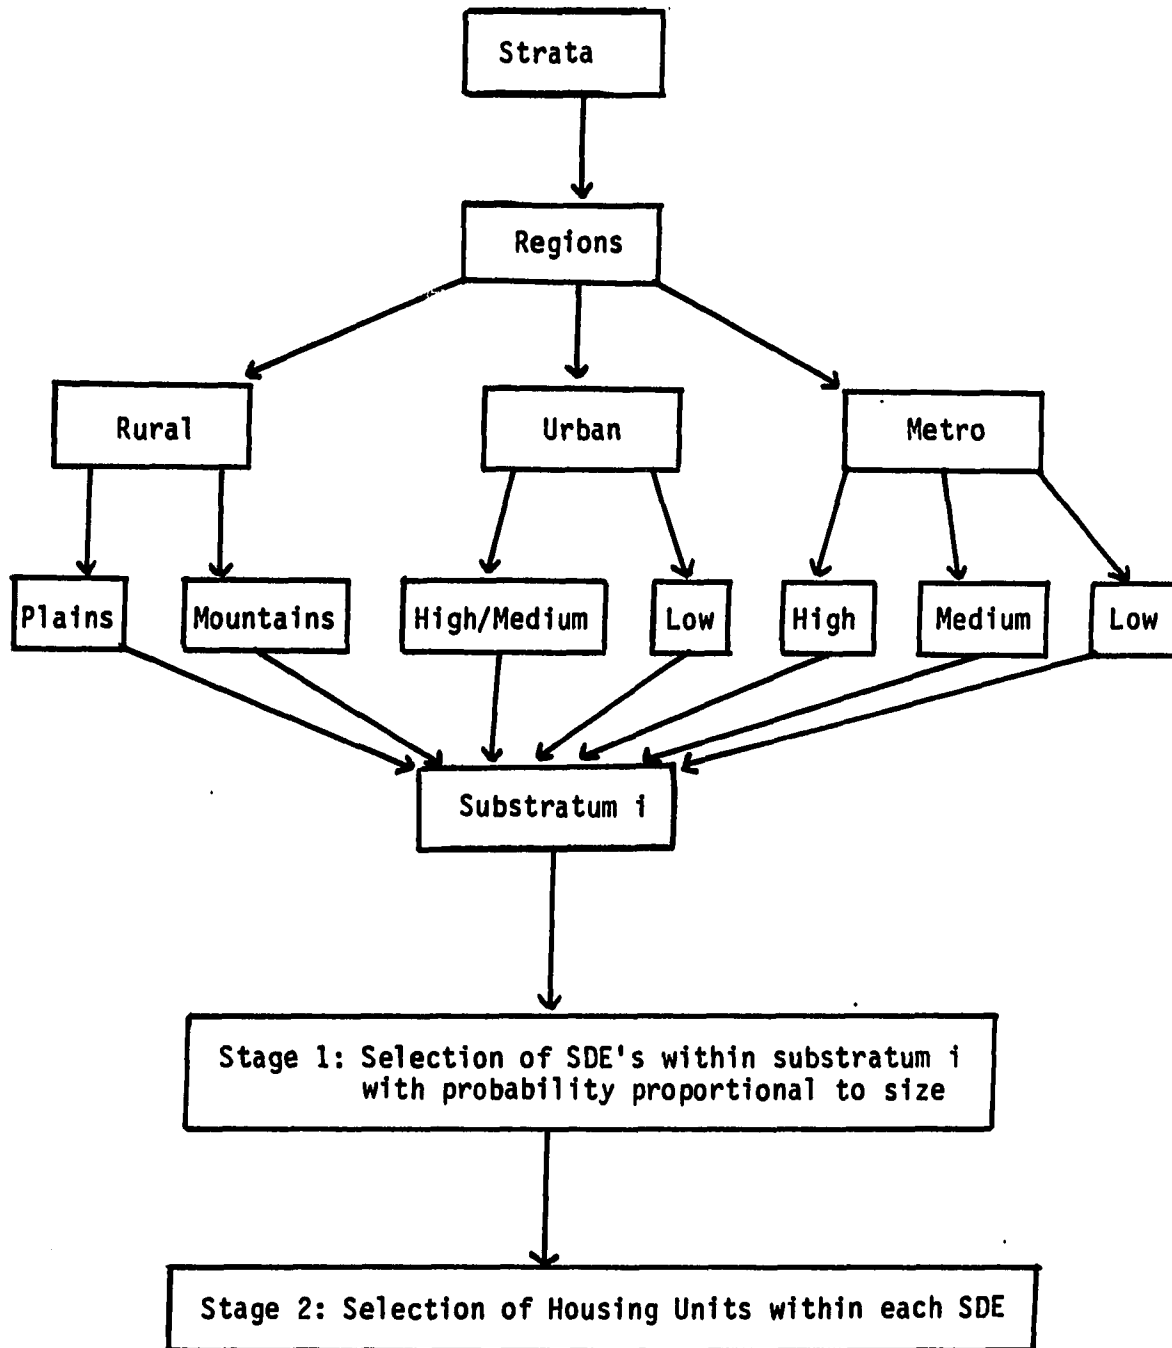 Strata
Regions
Rural
Urban
Metro
Plains
Mountains
High/Medium
Low
High
Medium
Low
Substratum i
Stage 1: Selection of SDE's within substratum i
with probability proportional to size
Stage 2: Selection of Housing Units within each SDE